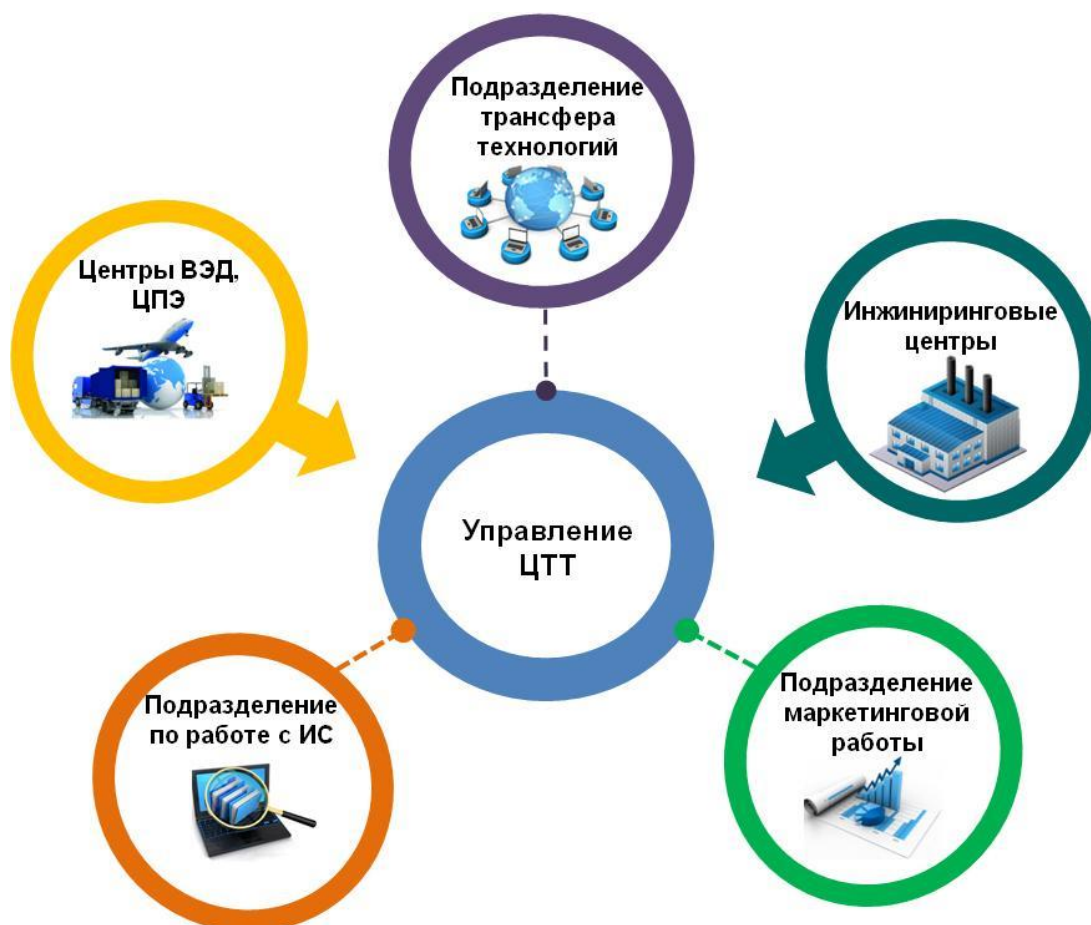 Подразделение
трансфера
технологий
Центры ВЭД,
ЦПЭ
Инжиниринговые
центры
Управление
ЦТТ
Подразделение
по работе с ИС
Подразделение
маркетинговой
работы